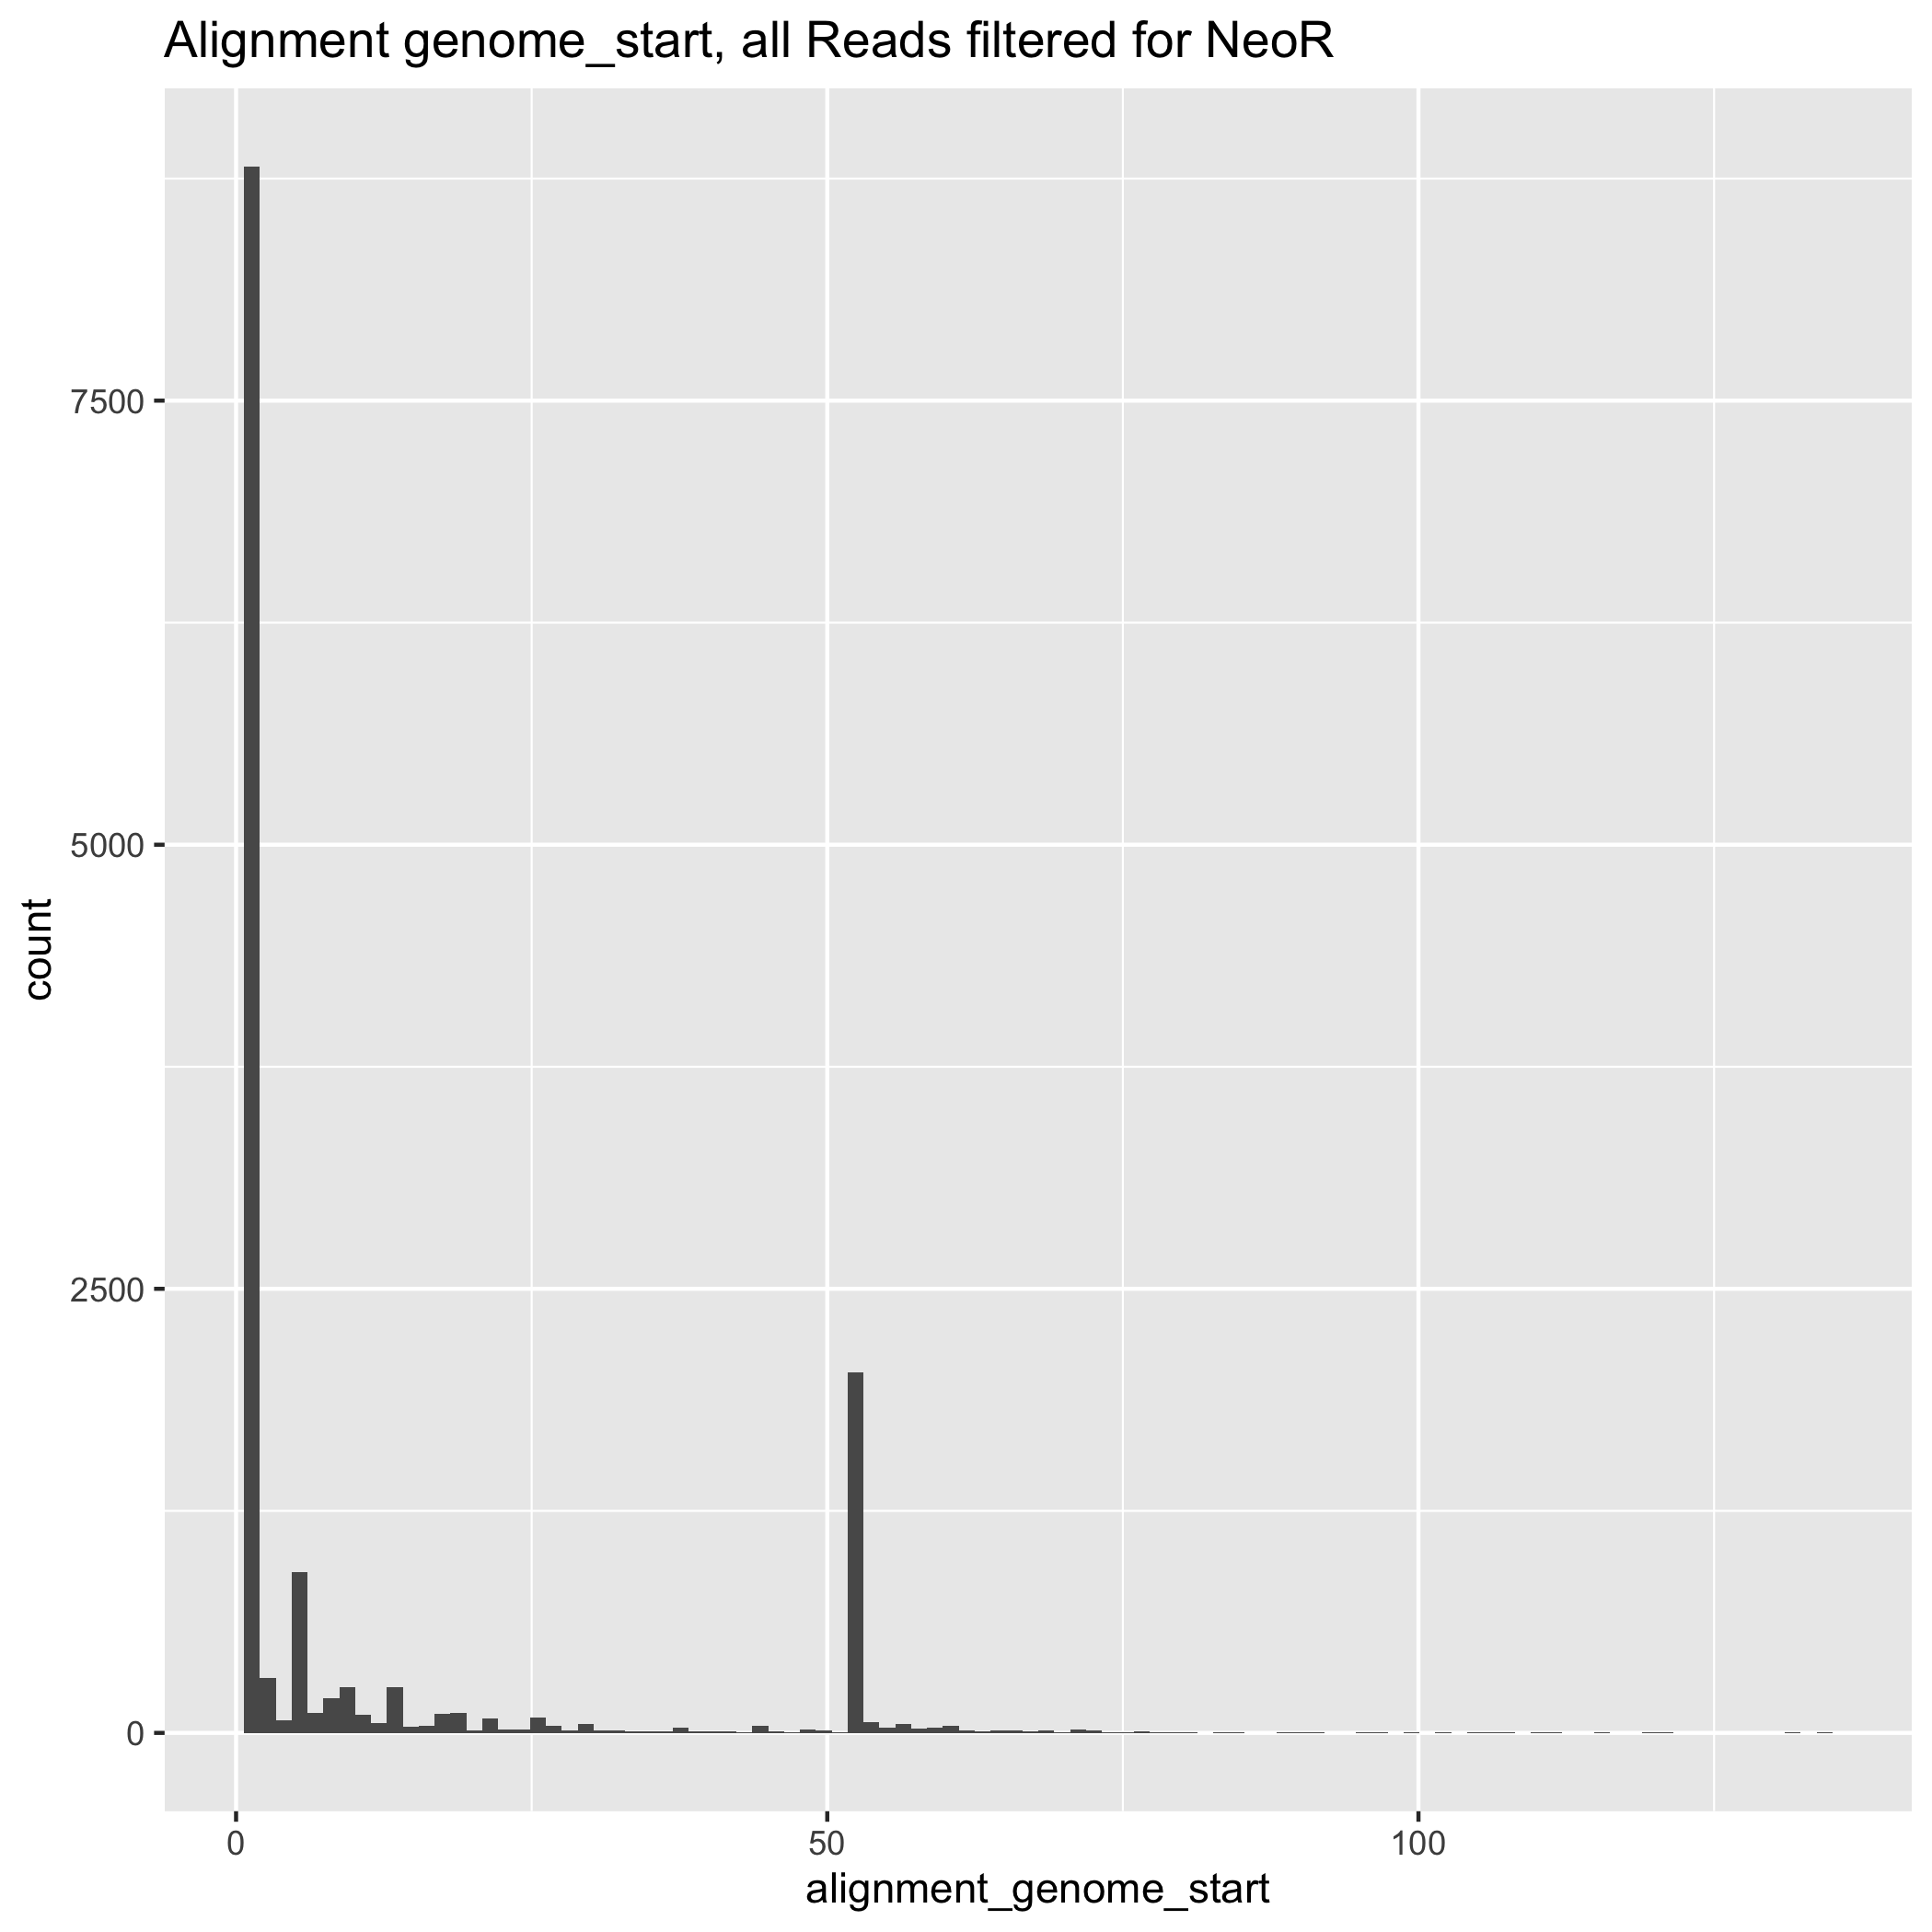 Alignment genome_start, all Reads filtered for NeoR
7500
5000
2500
0
count
0 50 100
alignment_genome_start